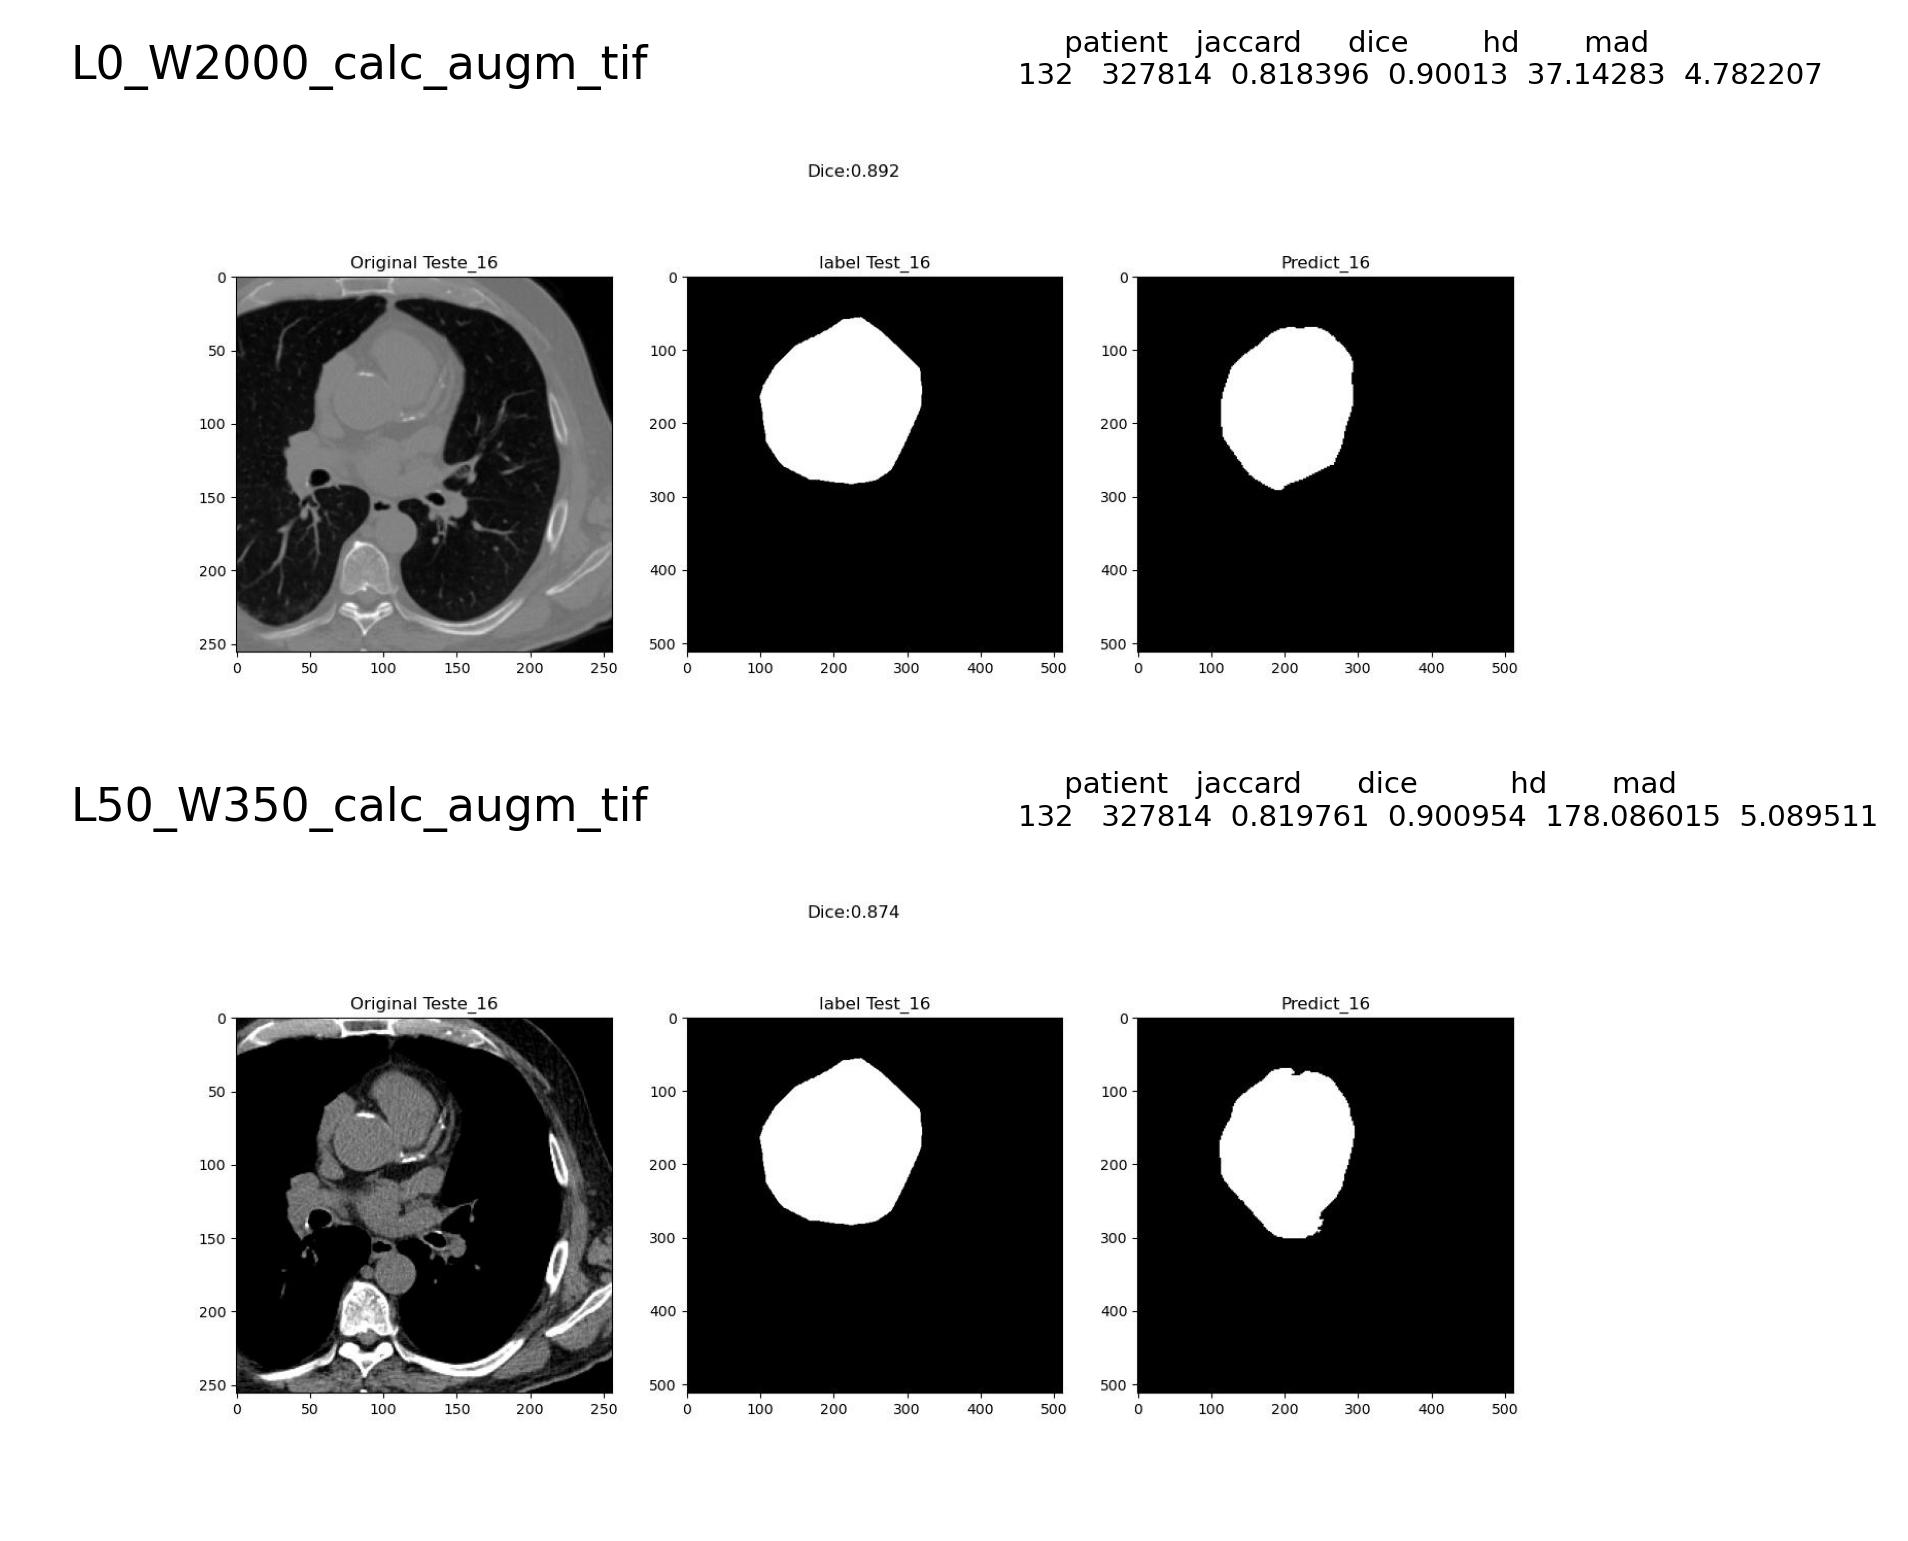 L0_W2000_calc_augm_tif
patient jaccard dice hd mad
132 327814 0.818396 0.90013 37.14283 4.782207
Dice:0.892
Original Teste_16
label Test_16
Predict_16
0
50
100
150
200
250
0 50 100 150 200 250
0
100
200
300
400
500
0 100 200 300 400 500
0
100
200
300
400
500
0 100 200 300 400 500
L50_W350_calc_augm_tif
patient jaccard dice hd mad
132 327814 0.819761 0.900954 178.086015 5.089511
Dice:0.874
Original Teste_16
label Test_16
Predict_16
0
50
100
150
200
250
0 50 100 150 200 250
0
100
200
300
400
500
0 100 200 300 400 500
0
100
200
300
400
500
0 100 200 300 400 500